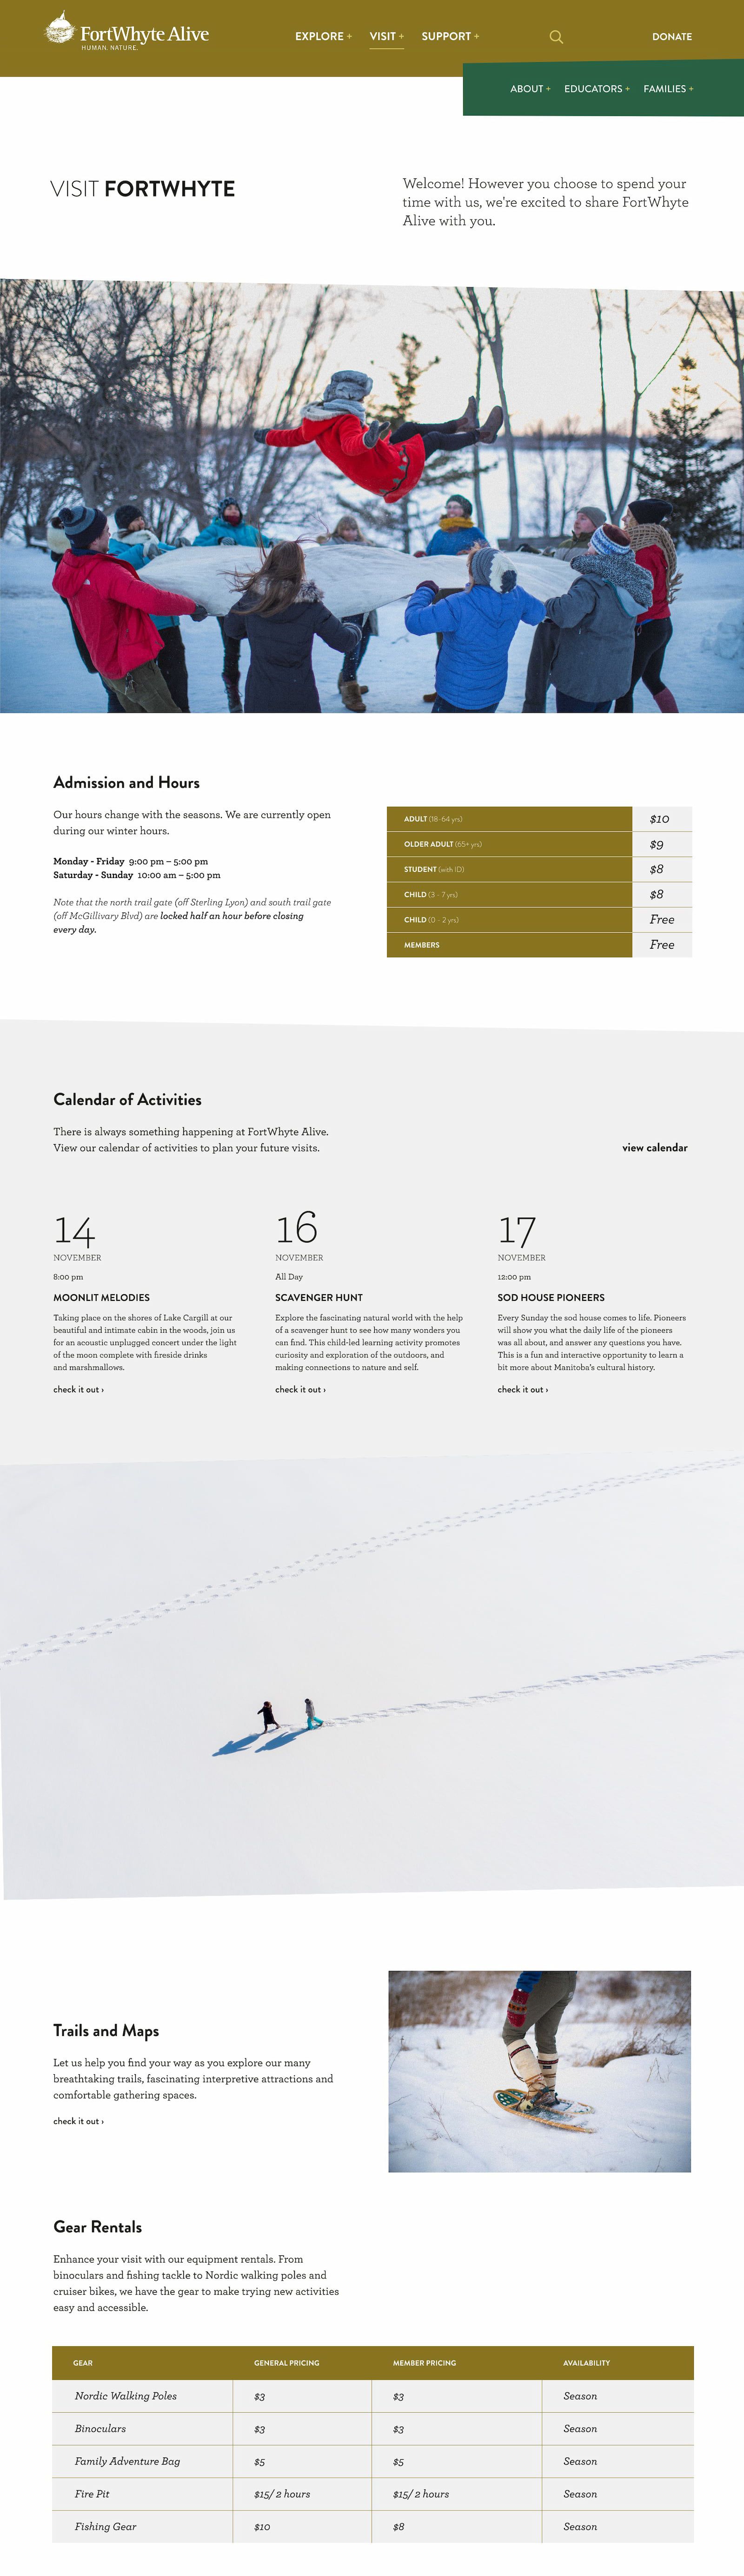 FortWhyte Alive
HUMAN. NATURE.
EXPLORE +
VISIT +
SUPPORT +
DONATE
ABOUT +
EDUCATORS +
FAMILIES +
VISIT FORTWHYTE
Welcome! However you choose to spend your
time with us, we're excited to share FortWhyte
Alive with you.
Admission and Hours
Our hours change with the seasons. We are currently open
during our winter hours.
Monday - Friday 9:00 pm – 5:00 pm
Saturday - Sunday 10:00 am – 5:00 pm
Note that the north trail gate (off Sterling Lyon) and south trail gate
(off McGillivary Blvd) are locked half an hour before closing
every day.
ADULT (18-64 yrs) $10
OLDER ADULT (65+ yrs) $9
STUDENT (with ID) $8
CHILD (3 - 7 yrs) $8
CHILD (0 - 2 yrs) Free
MEMBERS Free
Calendar of Activities
There is always something happening at FortWhyte Alive.
View our calendar of activities to plan your future visits.
view calendar
14
NOVEMBER
8:00 pm
MOONLIT MELODIES
Taking place on the shores of Lake Cargill at our
beautiful and intimate cabin in the woods, join us
for an acoustic unplugged concert under the light
of the moon complete with fireside drinks
and marshmallows.
check it out ›
16
NOVEMBER
All Day
SCAVENGER HUNT
Explore the fascinating natural world with the help
of a scavenger hunt to see how many wonders you
can find. This child-led learning activity promotes
curiosity and exploration of the outdoors, and
making connections to nature and self.
check it out ›
17
NOVEMBER
12:00 pm
SOD HOUSE PIONEERS
Every Sunday the sod house comes to life. Pioneers
will show you what the daily life of the pioneers
was all about, and answer any questions you have.
This is a fun and interactive opportunity to learn a
bit more about Manitoba's cultural history.
check it out ›
Trails and Maps
Let us help you find your way as you explore our many
breathtaking trails, fascinating interpretive attractions and
comfortable gathering spaces.
check it out ›
Gear Rentals
Enhance your visit with our equipment rentals. From
binoculars and fishing tackle to Nordic walking poles and
cruiser bikes, we have the gear to make trying new activities
easy and accessible.
GEAR GENERAL PRICING MEMBER PRICING AVAILABILITY
Nordic Walking Poles $3 $3 Season
Binoculars $3 $3 Season
Family Adventure Bag $5 $5 Season
Fire Pit $15/ 2 hours $15/ 2 hours Season
Fishing Gear $10 $8 Season